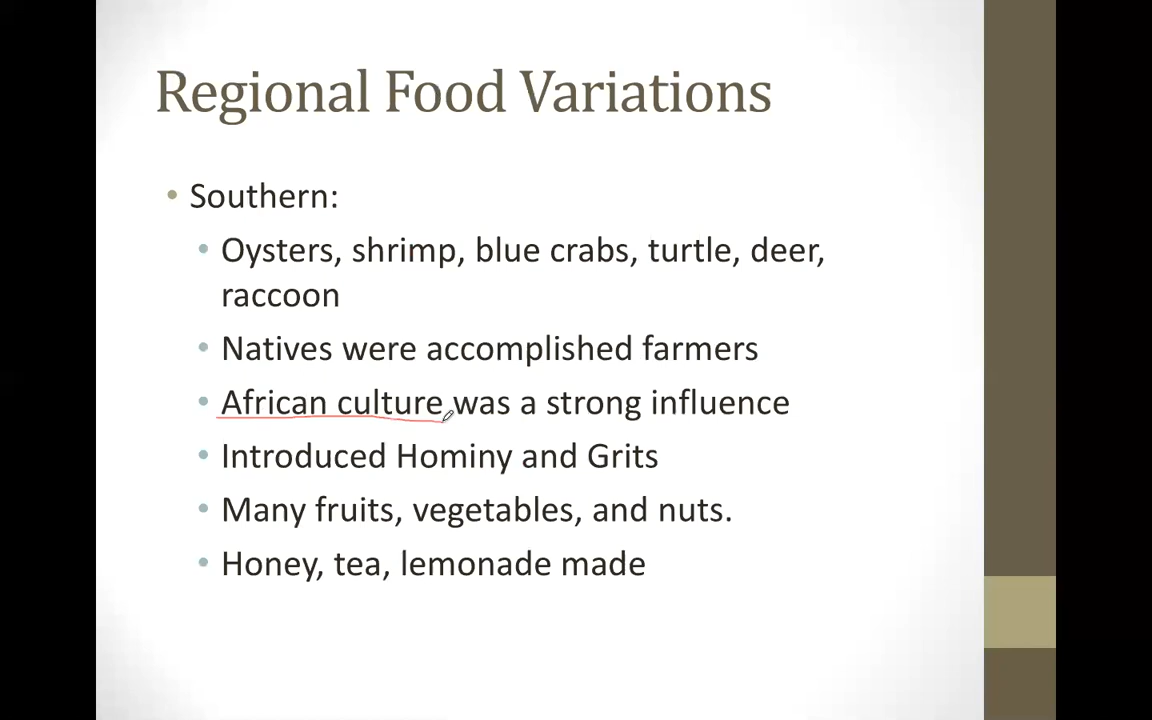 Regional Food Variations
• Southern:
• Oysters, shrimp, blue crabs, turtle, deer,
raccoon
• Natives were accomplished farmers
• African culture was a strong influence
• Introduced Hominy and Grits
• Many fruits, vegetables, and nuts.
• Honey, tea, lemonade made